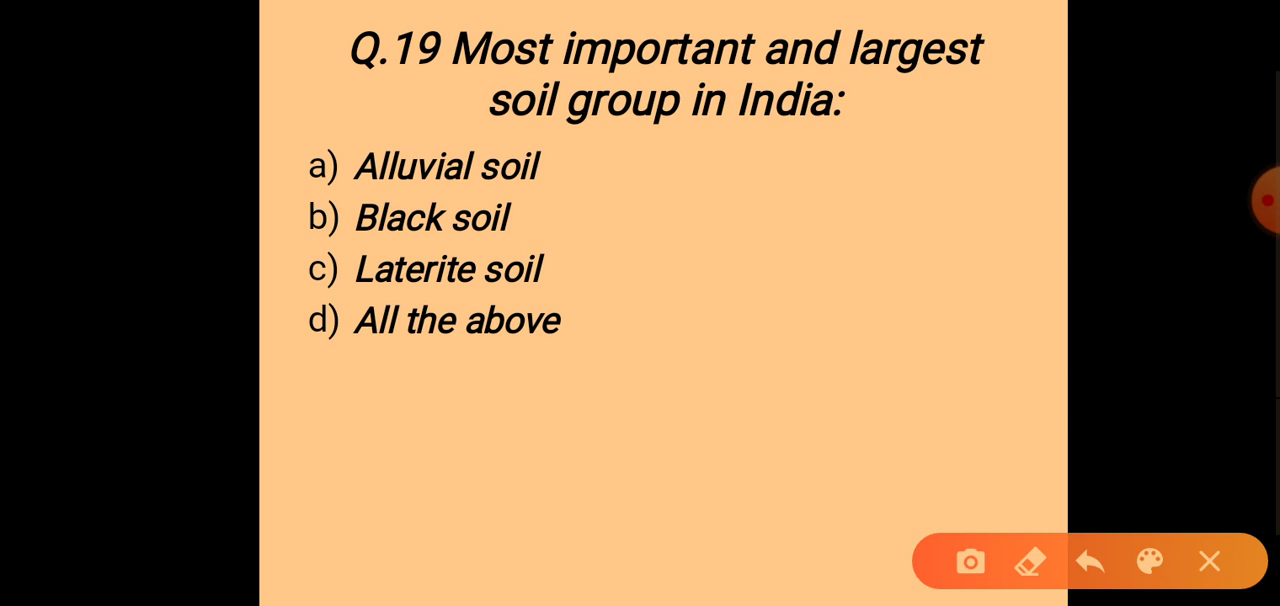 Q.19 Most important and largest
soil group in India:
a) Alluvial soil
b) Black soil
c) Laterite soil
d) All the above